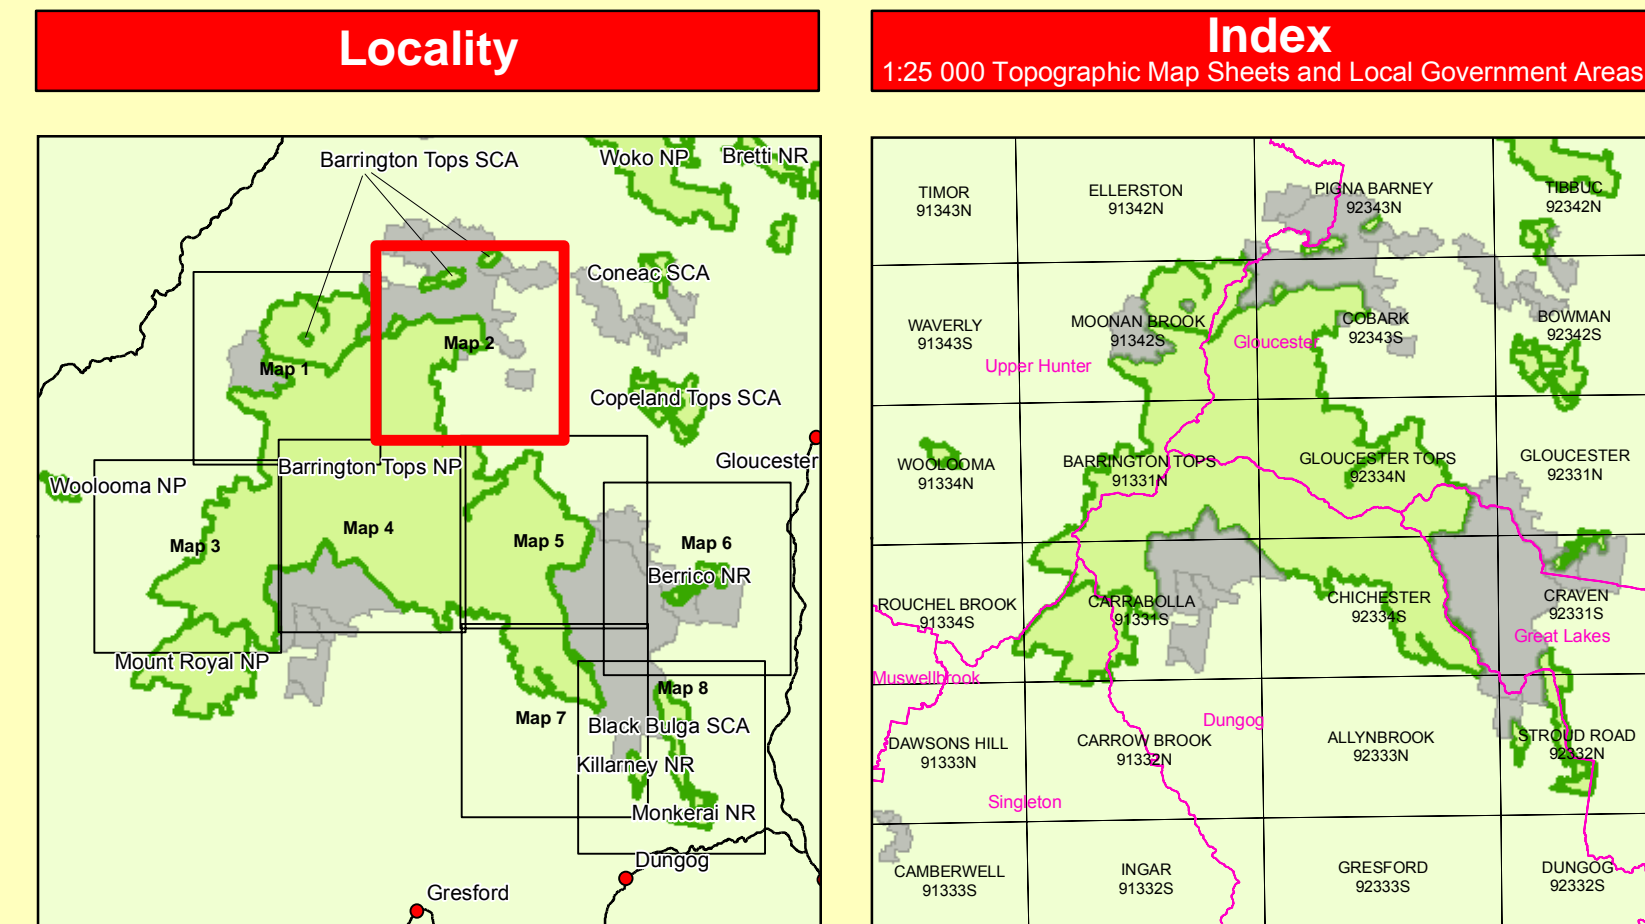 Locality
Barrington Tops SCA
Woko NP
Bretti NR
Coneac SCA
Map 2
Map 1
Copeland Tops SCA
Gloucester
Barrington Tops NP
Woolooma NP
Map 4
Map 5
Map 6
Map 3
Berrico NR
Mount Royal NP
Map 8
Map 7
Black Bulga SCA
Killarney NR
Monkerai NR
Dungog
Gresford
Index
1:25 000 Topographic Map Sheets and Local Government Areas
TIMOR
91343N
ELLERSTON
91342N
PIGNA BARNEY
92343N
TIBBUC
92342N
WAVERLY
91343S
MOONAN BROOK
91342S
COBARK
92343S
BOWMAN
92342S
Gloucester
Upper Hunter
WOOLOOMA
91334N
BARRINGTON TOPS
91331N
GLOUCESTER TOPS
92334N
GLOUCESTER
92331N
ROUCHEL BROOK
91334S
CARRABOLLA
91331S
CHICHESTER
92334S
CRAVEN
92331S
Great Lakes
Muswellbrook
Dungog
DAWSONS HILL
91333N
CARROW BROOK
91332N
ALLYNBROOK
92333N
STROUD ROAD
92332N
Singleton
CAMBERWELL
91333S
INGAR
91332S
GRESFORD
92333S
DUNGOG
92332S